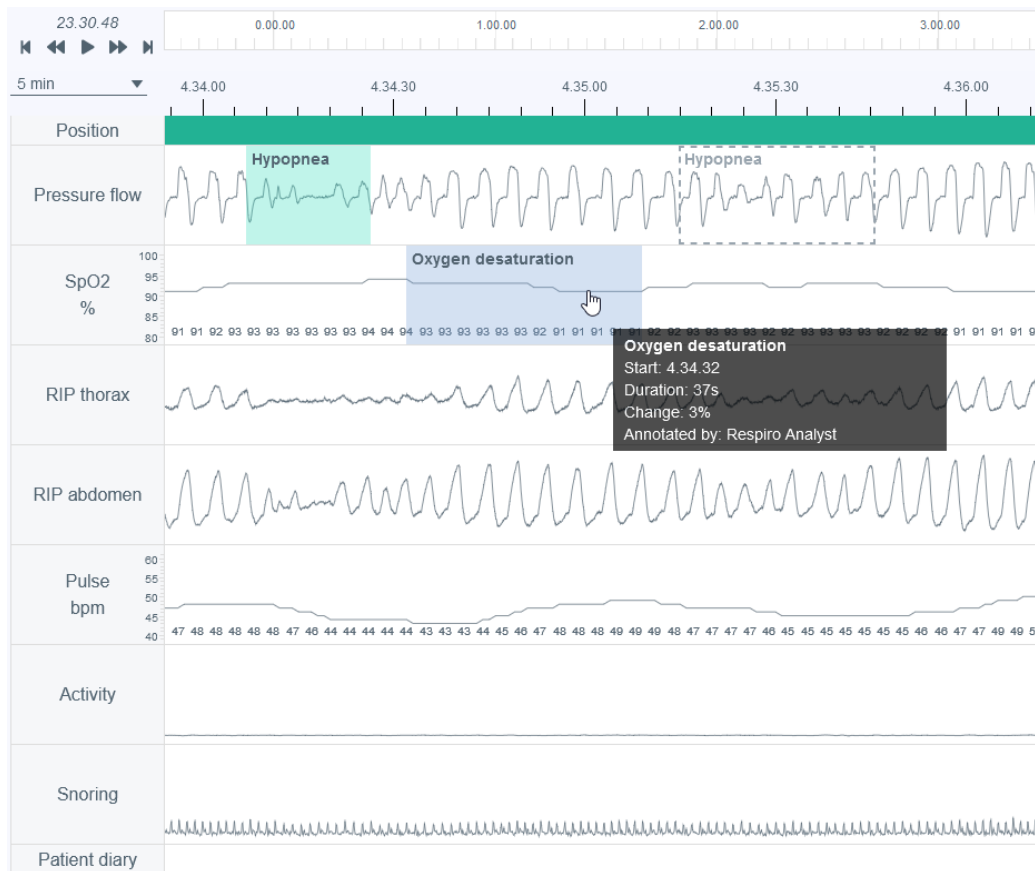 23.30.48
0.00.00 1.00.00 2.00.00 3.00.00
5 min
4.34.00 4.34.30 4.35.00 4.35.30 4.36.00
Position
Hypopnea Hypopnea
Pressure flow
Oxygen desaturation
SpO2
%
100
95
90
85
80
91 91 92 93 93 93 93 93 93 93 94 94 94 93 93 93 93 93 93 92 91 91 91 91 91 92 92 93 93 93 93 92 93 93 93 93 93 92 92 92 92 91 91 91 9
Oxygen desaturation
Start: 4.34.32
Duration: 37s
Change: 3%
Annotated by: Respiro Analyst
RIP thorax
RIP abdomen
Pulse
bpm
60
55
50
45
40
47 48 48 48 48 48 47 46 44 44 44 44 44 43 43 43 44 45 47 47 48 48 48 49 49 49 48 47 47 47 47 46 45 45 45 45 45 45 45 45 46 46 47 47 49 49 5
Activity
Snoring
Patient diary